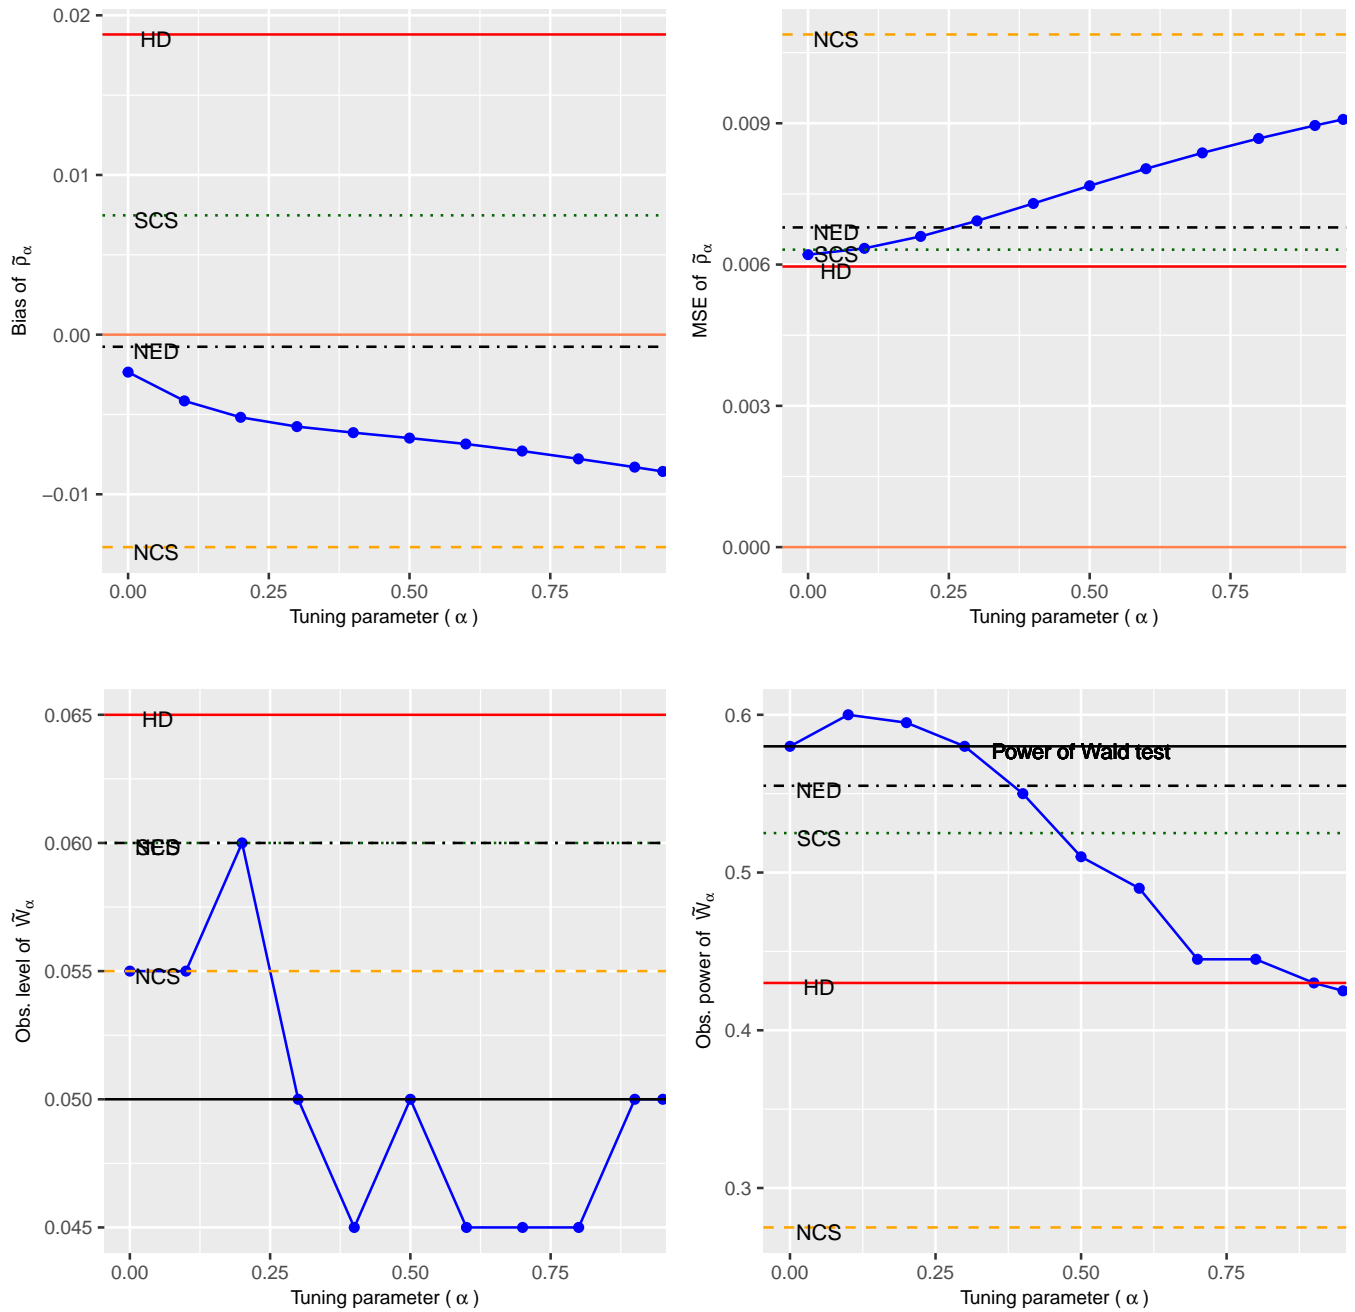 0.02
0.01
0.00
−0.01
Bias of ρ̃α
HD
SCS
NED
NCS
0.00 0.25 0.50 0.75
Tuning parameter ( α )
0.009
0.006
0.003
0.000
MSE of ρ̃α
NCS
NED
SCS
HD
0.00 0.25 0.50 0.75
Tuning parameter ( α )
0.065
0.060
0.055
0.050
0.045
Obs. level of W̃α
HD
NED
SCS
NCS
0.00 0.25 0.50 0.75
Tuning parameter ( α )
0.6
0.5
0.4
0.3
Obs. power of W̃α
Power of Wald test
NED
SCS
HD
NCS
0.00 0.25 0.50 0.75
Tuning parameter ( α )